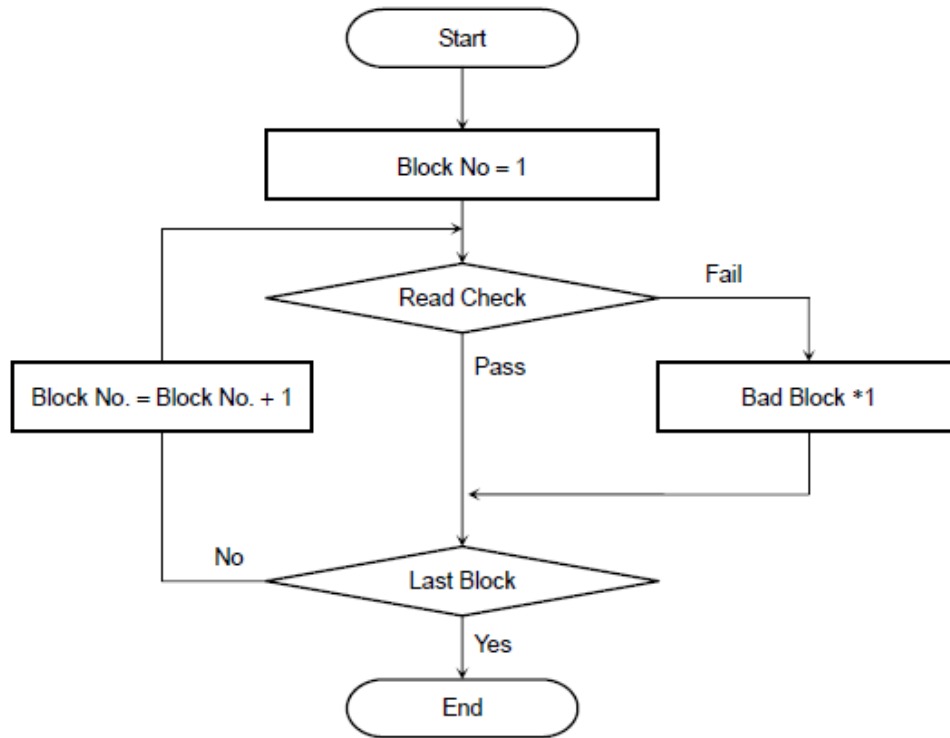 Start
Block No = 1
Fail
Read Check
Pass
Block No. = Block No. + 1
Bad Block *1
No
Last Block
Yes
End